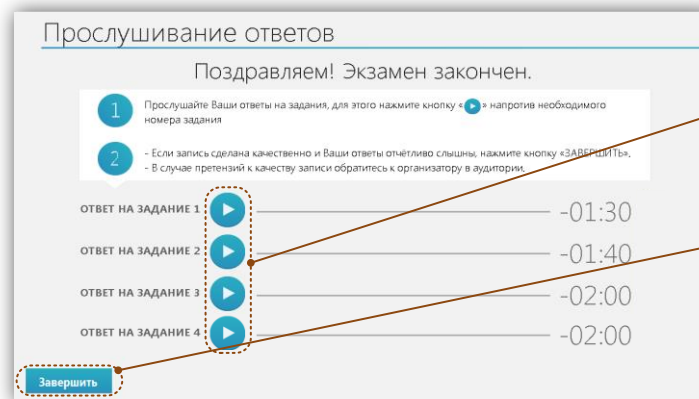 Прослушивание ответов
Поздравляем! Экзамен закончен.
1 Прослушайте Ваши ответы на задания, для этого нажмите кнопку «▶» напротив необходимого
номера задания
2 - Если запись сделана качественно и Ваши ответы отчётливо слышны, нажмите кнопку «ЗАВЕРШИТЬ»,
- В случае претензий к качеству записи обратитесь к организатору в аудитории.
ОТВЕТ НА ЗАДАНИЕ 1 -01:30
ОТВЕТ НА ЗАДАНИЕ 2 -01:40
ОТВЕТ НА ЗАДАНИЕ 3 -02:00
ОТВЕТ НА ЗАДАНИЕ 4 -02:00
Завершить